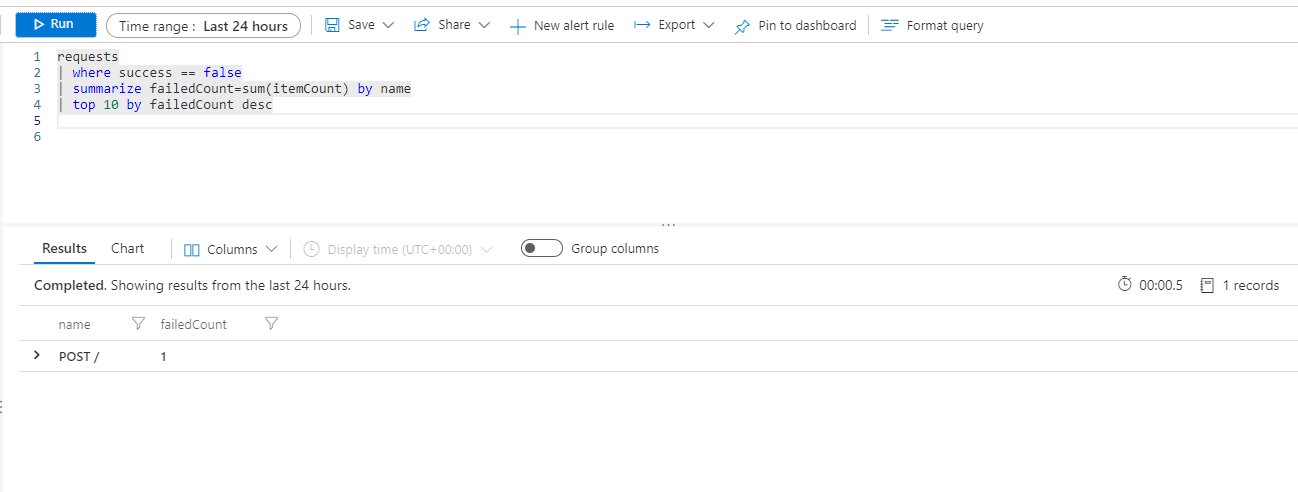 Run Time range : Last 24 hours Save Share New alert rule Export Pin to dashboard Format query
1 requests
2 | where success == false
3 | summarize failedCount=sum(itemCount) by name
4 | top 10 by failedCount desc
5
6
...
Results Chart Columns Display time (UTC+00:00) Group columns
Completed. Showing results from the last 24 hours. 00:00.5 1 records
name failedCount
POST / 1